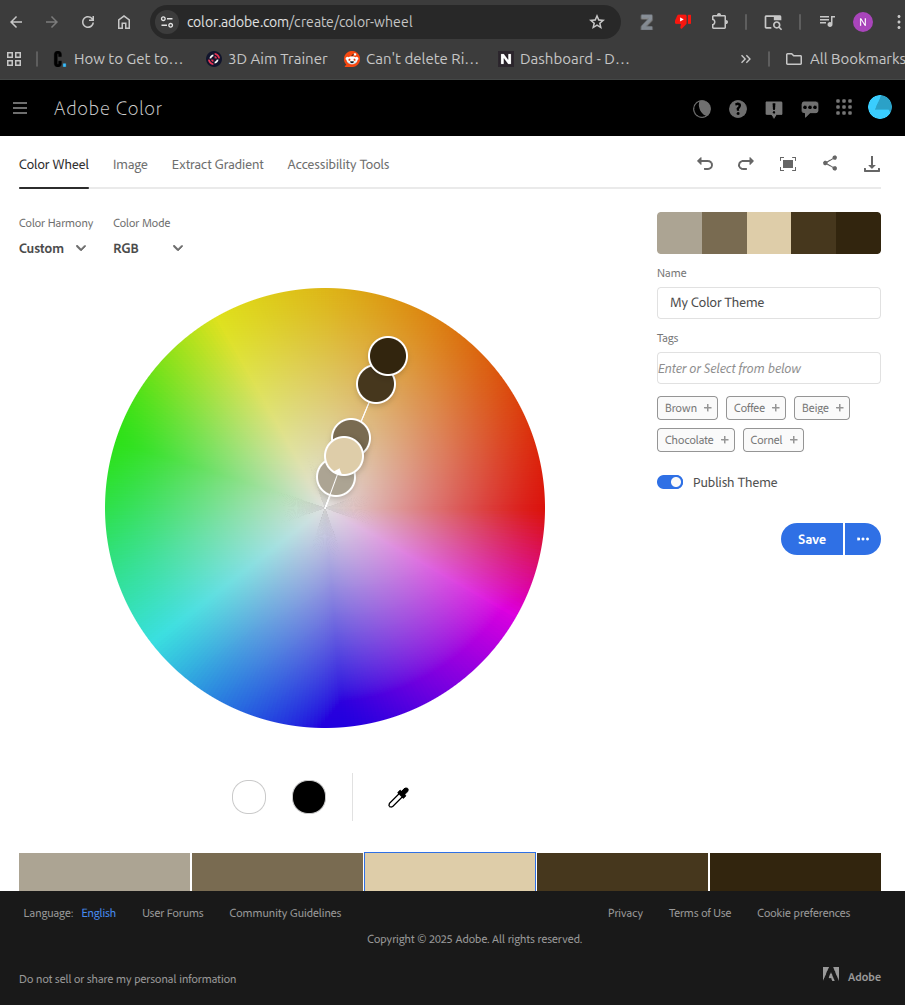 color.adobe.com/create/color-wheel
N
How to Get to...
3D Aim Trainer
Can't delete Ri...
Dashboard - D...
»
All Bookmarks
Adobe Color
Color Wheel
Image
Extract Gradient
Accessibility Tools
Color Harmony
Color Mode
Custom
RGB
Name
My Color Theme
Tags
Enter or Select from below
Brown +
Coffee +
Beige +
Chocolate +
Cornel +
Publish Theme
Save
Language: English
User Forums
Community Guidelines
Privacy
Terms of Use
Cookie preferences
Copyright © 2025 Adobe. All rights reserved.
Do not sell or share my personal information
Adobe